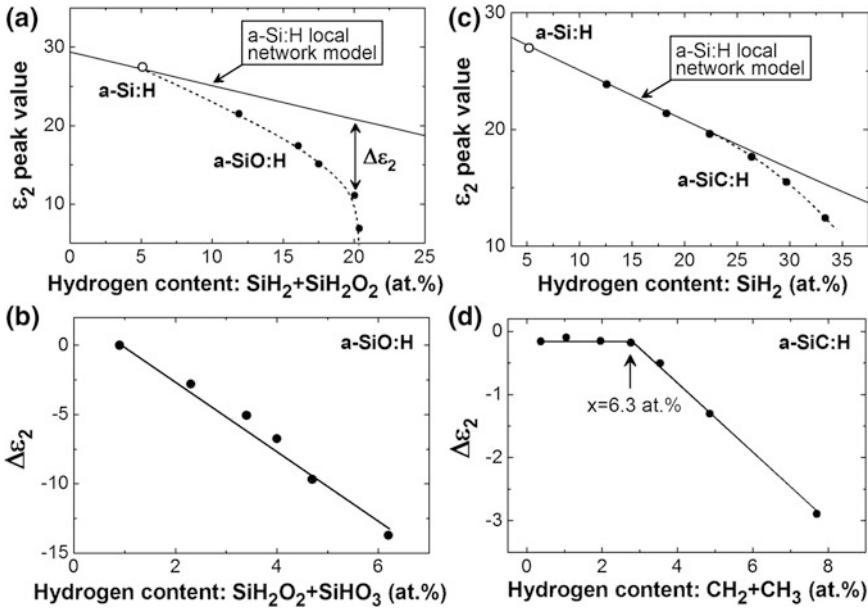 (a)
a-Si:H local
network model
a-Si:H
a-SiO:H
Δε₂
ε₂ peak value
30
20
10
0 5 10 15 20 25
Hydrogen content: SiH₂+SiH₂O₂ (at.%)
(c)
a-Si:H
a-Si:H local
network model
a-SiC:H
ε₂ peak value
30
20
10
5 10 15 20 25 30 35
Hydrogen content: SiH₂ (at.%)
(b)
a-SiO:H
Δε₂
0
-5
-10
-15
0 2 4 6
Hydrogen content: SiH₂O₂+SiHO₃ (at.%)
(d)
a-SiC:H
x=6.3 at.%
Δε₂
0
-1
-2
-3
0 2 4 6 8
Hydrogen content: CH₂+CH₃ (at.%)